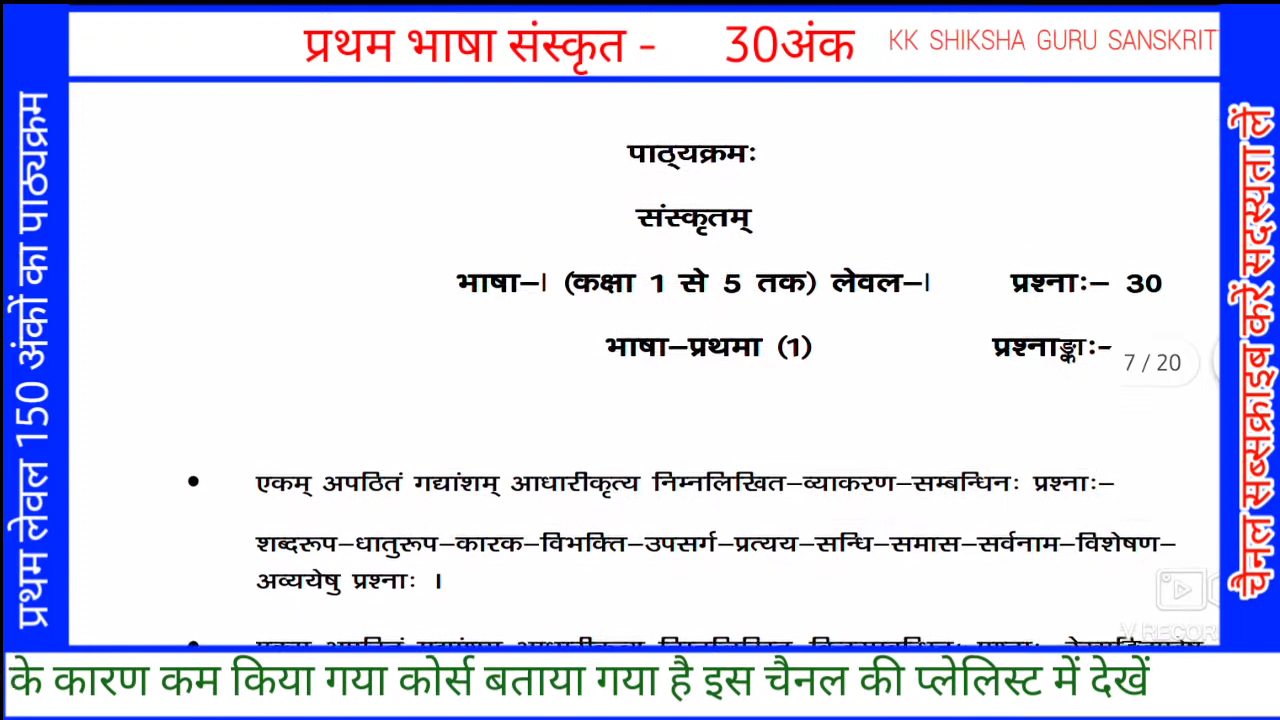 प्रथम भाषा संस्कृत - 30अंक KK SHIKSHA GURU SANSKRIT
प्रथम लेवल 150 अंकों का पाठ्यक्रम
पाठ्यक्रमः
संस्कृतम्
भाषा–I (कक्षा 1 से 5 तक) लेवल–I प्रश्नाः– 30
भाषा–प्रथमा (1) प्रश्नाङ्काः-
7 / 20
• एकम् अपठितं गद्यांशम् आधारीकृत्य निम्नलिखित–व्याकरण–सम्बन्धिनः प्रश्नाः–
शब्दरूप–धातुरूप–कारक–विभक्ति–उपसर्ग–प्रत्यय–सन्धि–समास–सर्वनाम–विशेषण–
अव्ययेषु प्रश्नाः ।
V RECOR
चैनल सब्सक्राइब करें सदस्यता लें
के कारण कम किया गया कोर्स बताया गया है इस चैनल की प्लेलिस्ट में देखें